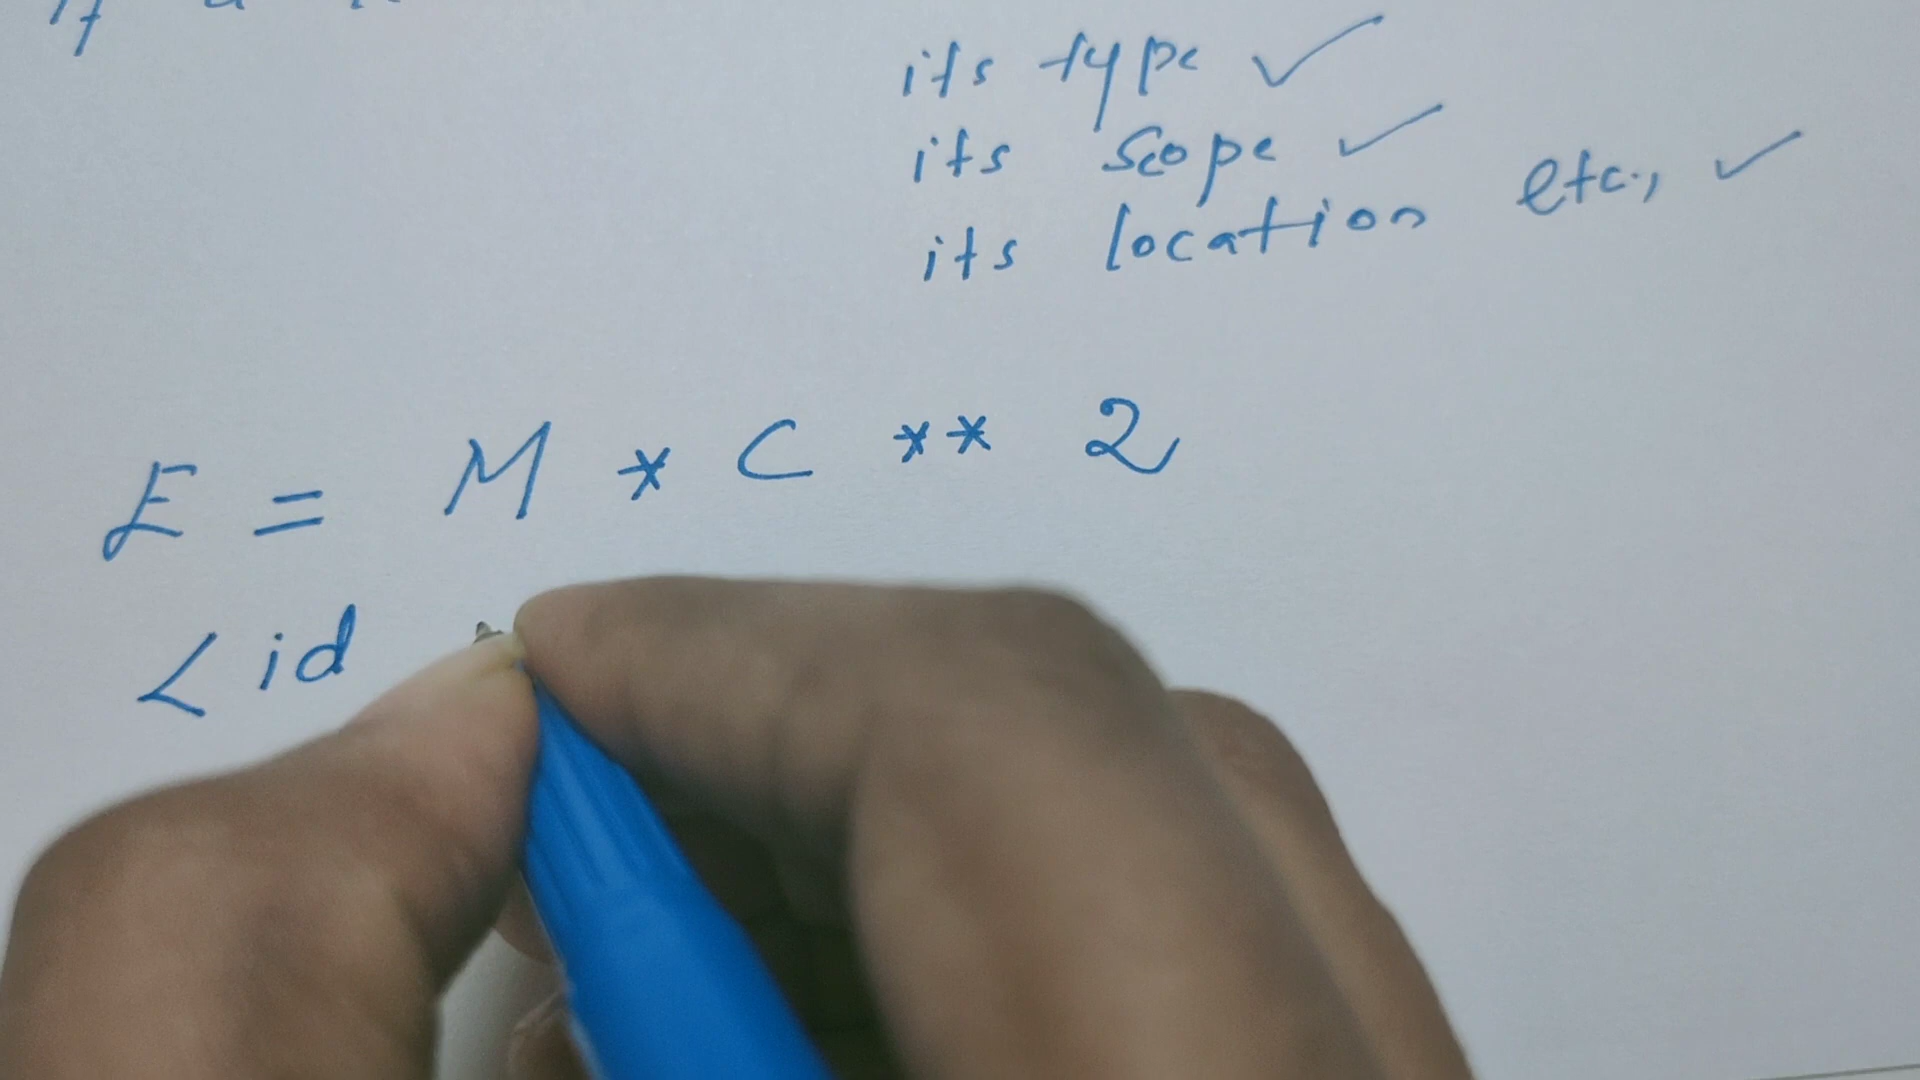 its type ✓
its scope ✓
its location etc., ✓
E = M * C ** 2
< id